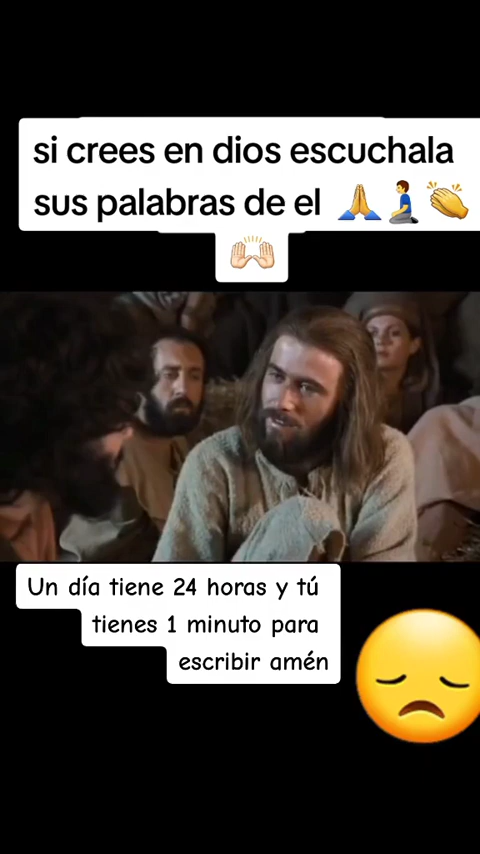 si crees en dios escuchala
sus palabras de el 🙏🧎‍♂️👏
🙌🏻
Un día tiene 24 horas y tú
tienes 1 minuto para
escribir amén